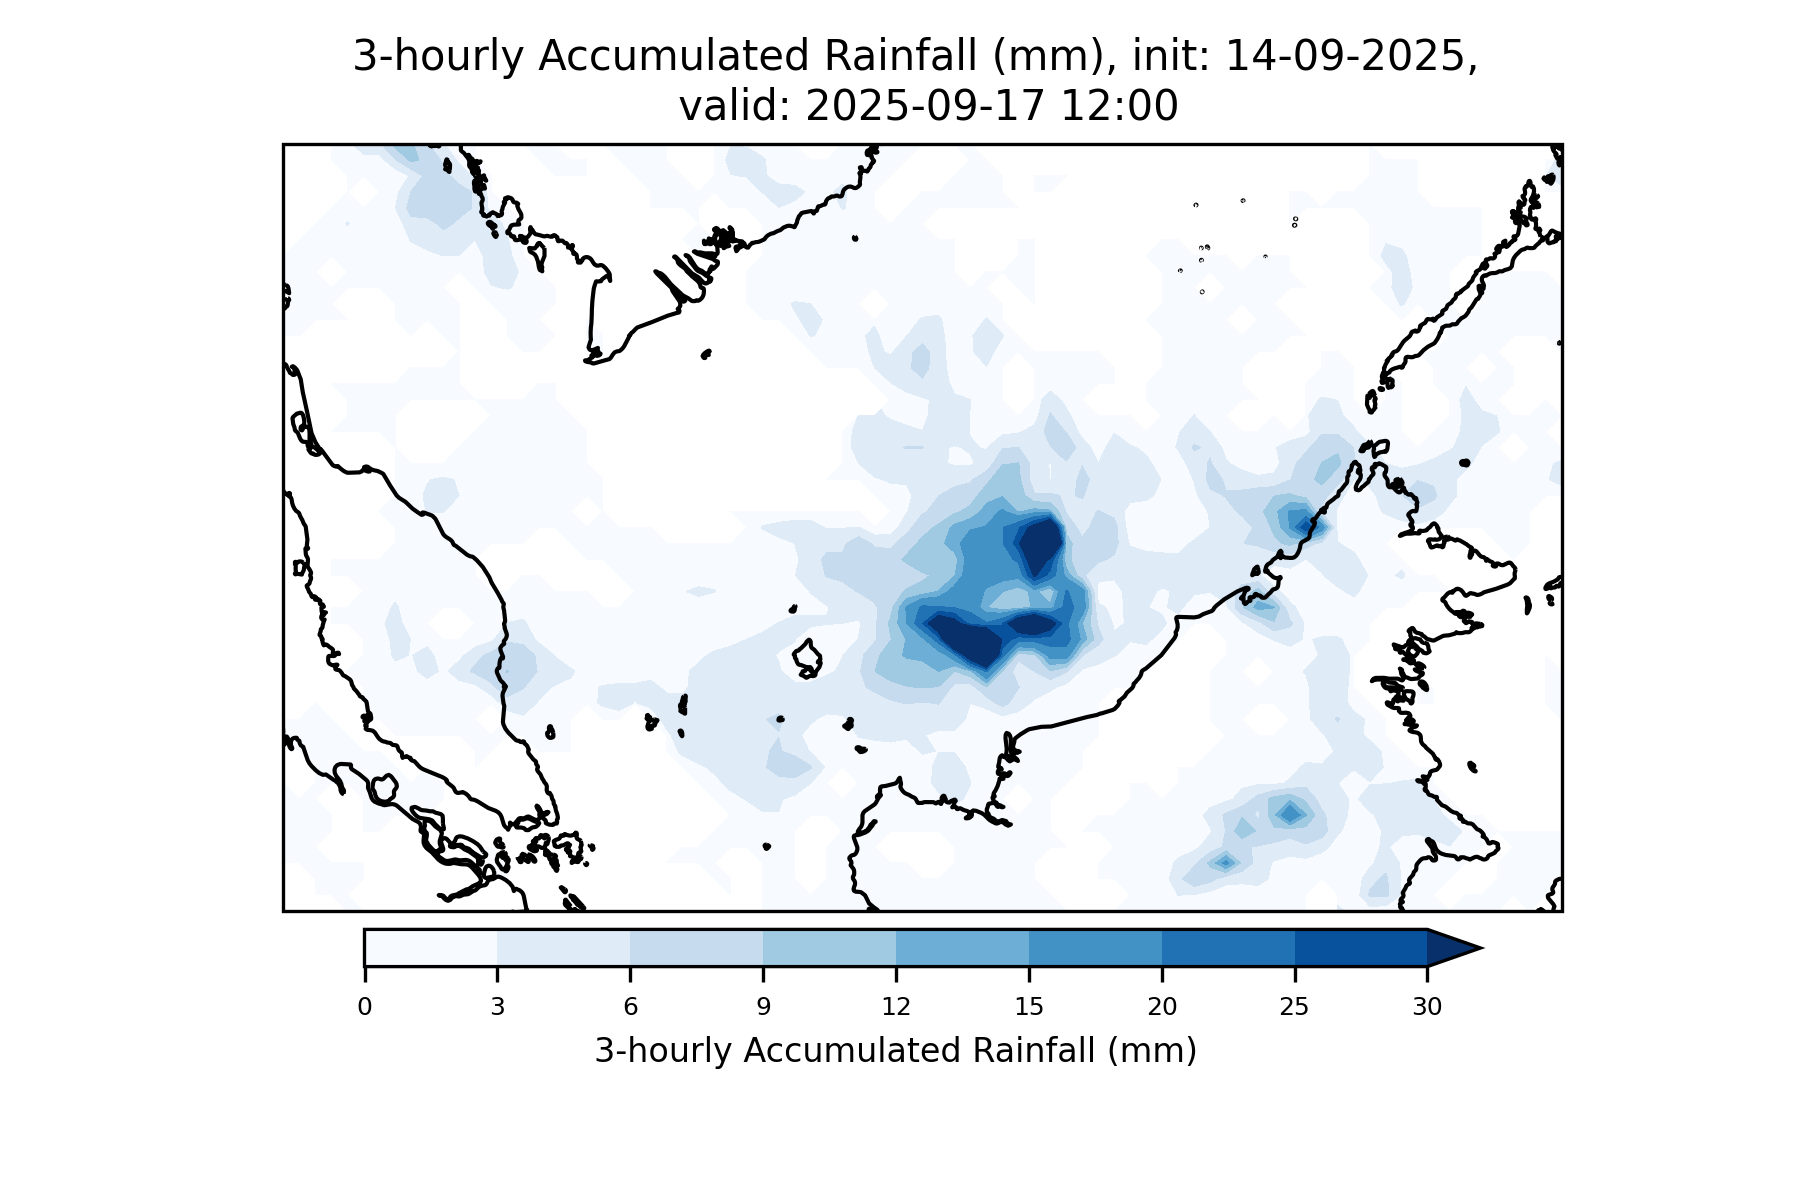 3-hourly Accumulated Rainfall (mm), init: 14-09-2025,
valid: 2025-09-17 12:00
0 3 6 9 12 15 20 25 30
3-hourly Accumulated Rainfall (mm)